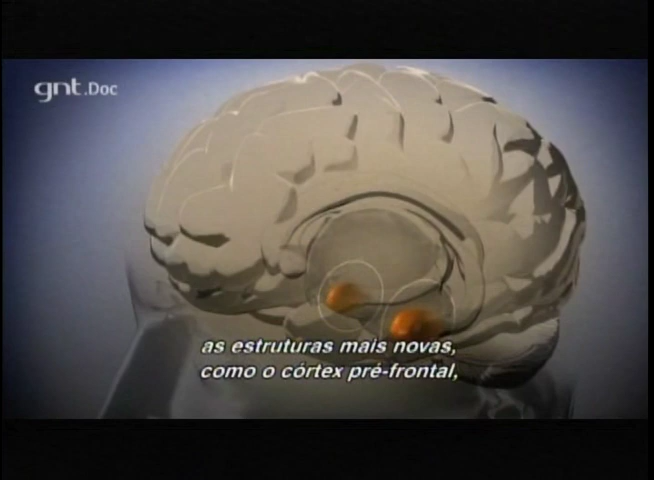 gnt.Doc
as estruturas mais novas,
como o córtex pré-frontal,